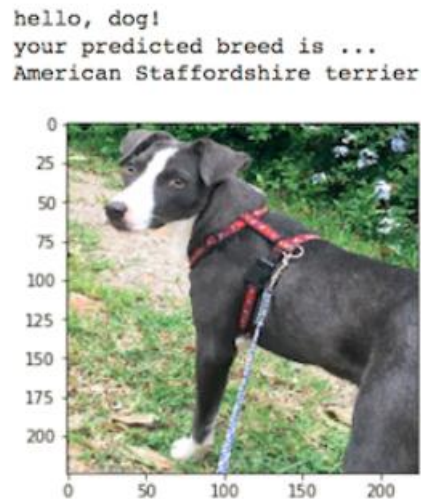 hello, dog!
your predicted breed is ...
American Staffordshire terrier
0
25
50
75
100
125
150
175
200
0 50 100 150 200